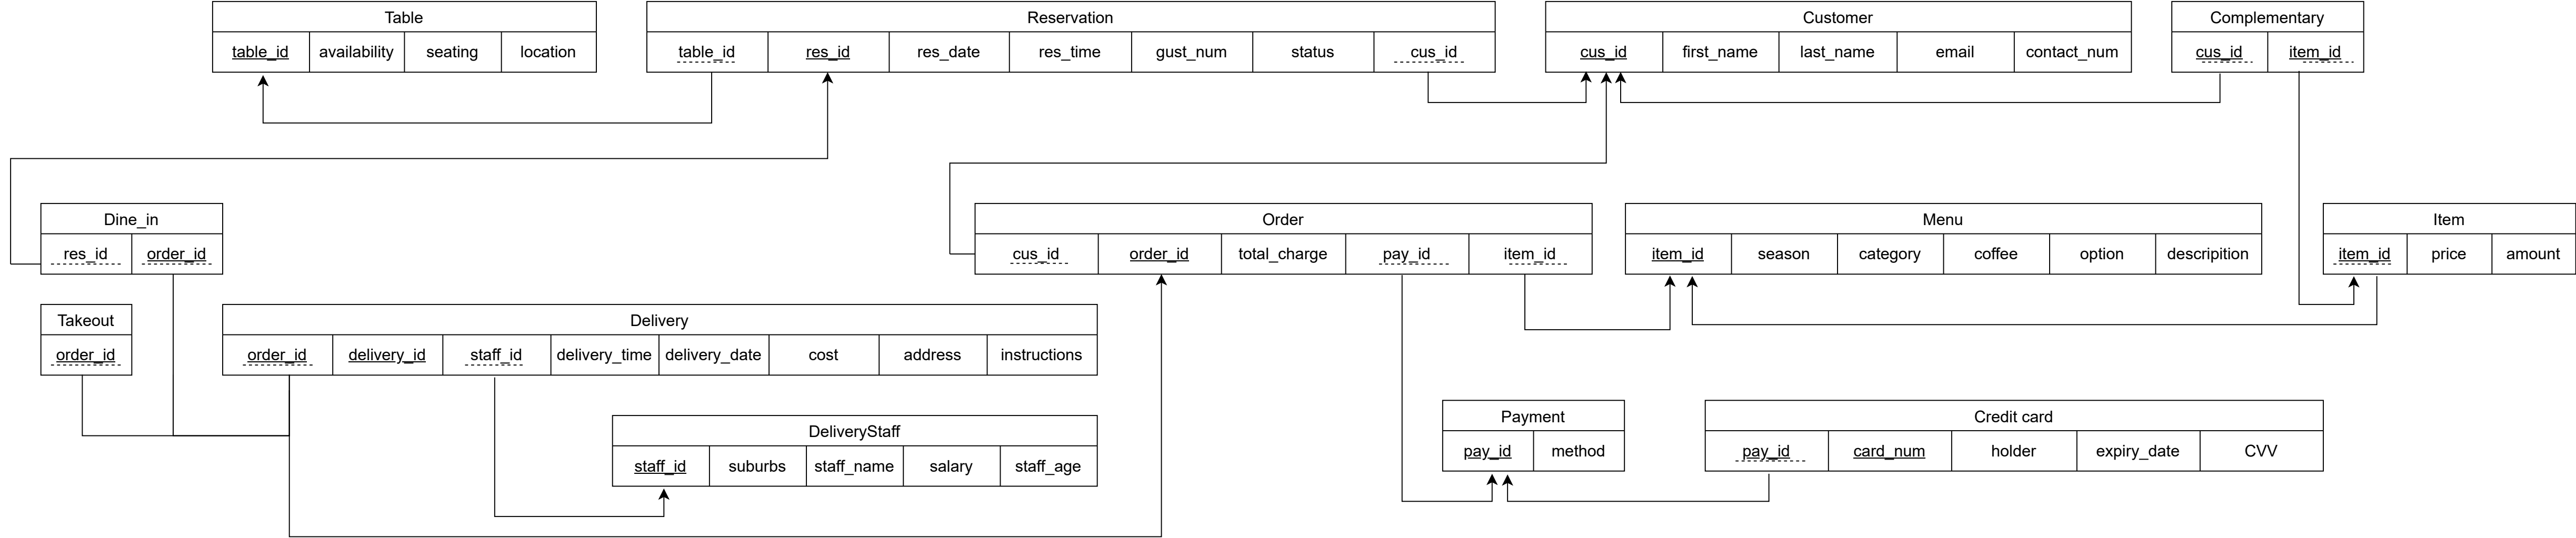 Table
table_id availability seating location
Reservation
table_id res_id res_date res_time gust_num status cus_id
Customer
cus_id first_name last_name email contact_num
Complementary
cus_id item_id
Dine_in
res_id order_id
Order
cus_id order_id total_charge pay_id item_id
Menu
item_id season category coffee option descripition
Item
item_id price amount
Takeout
order_id
Delivery
order_id delivery_id staff_id delivery_time delivery_date cost address instructions
DeliveryStaff
staff_id suburbs staff_name salary staff_age
Payment
pay_id method
Credit card
pay_id card_num holder expiry_date CVV